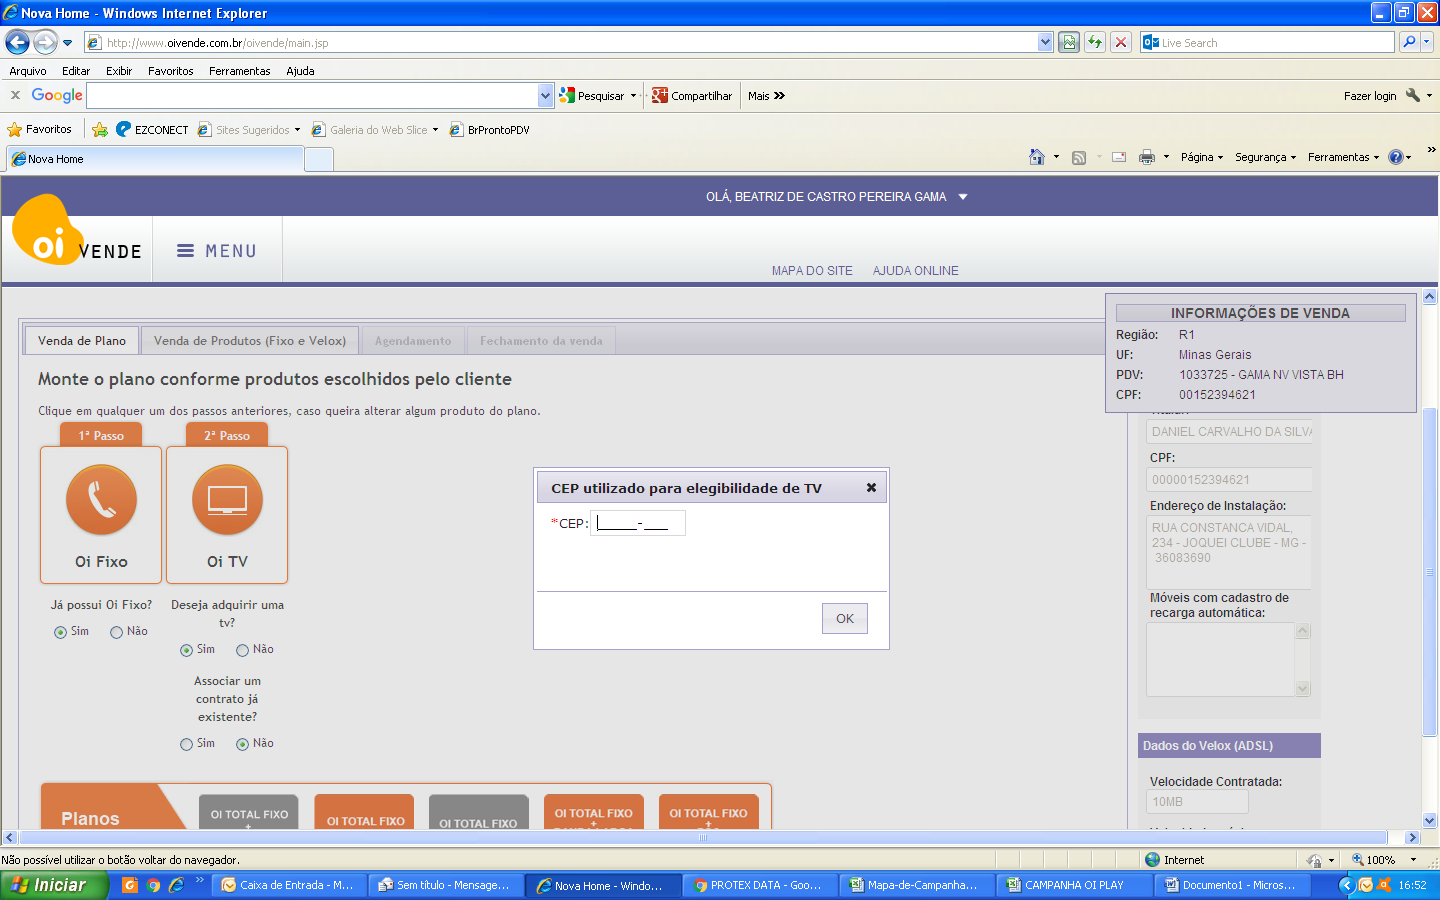 Nova Home - Windows Internet Explorer
http://www.oivende.com.br/oivende/main.jsp
Live Search
Arquivo Editar Exibir Favoritos Ferramentas Ajuda
x Google Pesquisar Compartilhar Mais » Fazer login
Favoritos EZCONECT Sites Sugeridos Galeria do Web Slice BrProntoPDV
Nova Home
Página Segurança Ferramentas »
OLÁ, BEATRIZ DE CASTRO PEREIRA GAMA
oi VENDE
MENU
MAPA DO SITE AJUDA ONLINE
INFORMAÇÕES DE VENDA
Região: R1
UF: Minas Gerais
PDV: 1033725 - GAMA NV VISTA BH
CPF: 00152394621
Venda de Plano Venda de Produtos (Fixo e Velox) Agendamento Fechamento da venda
Monte o plano conforme produtos escolhidos pelo cliente
Clique em qualquer um dos passos anteriores, caso queira alterar algum produto do plano.
1ª Passo 2ª Passo
Oi Fixo Oi TV
Já possui Oi Fixo?
Sim Não
Deseja adquirir uma
tv?
Sim Não
Associar um
contrato já
existente?
Sim Não
CEP utilizado para elegibilidade de TV
*CEP: _____-___
OK
DANIEL CARVALHO DA SILVA
CPF:
00000152394621
Endereço de Instalação:
RUA CONSTANCA VIDAL,
234 - JOQUEI CLUBE - MG -
36083690
Móveis com cadastro de
recarga automática:
Dados do Velox (ADSL)
Velocidade Contratada:
10MB
Planos
OI TOTAL FIXO
+
OI TOTAL FIXO
OI TOTAL FIXO
OI TOTAL FIXO
+
OI TOTAL FIXO
+
Não possível utilizar o botão voltar do navegador.
Internet
100%
Iniciar
» Caixa de Entrada - M...
Sem título - Mensage...
Nova Home - Windo...
PROTEX DATA - Goo...
Mapa-de-Campanha...
CAMPANHA OI PLAY
Documento1 - Micros...
16:52